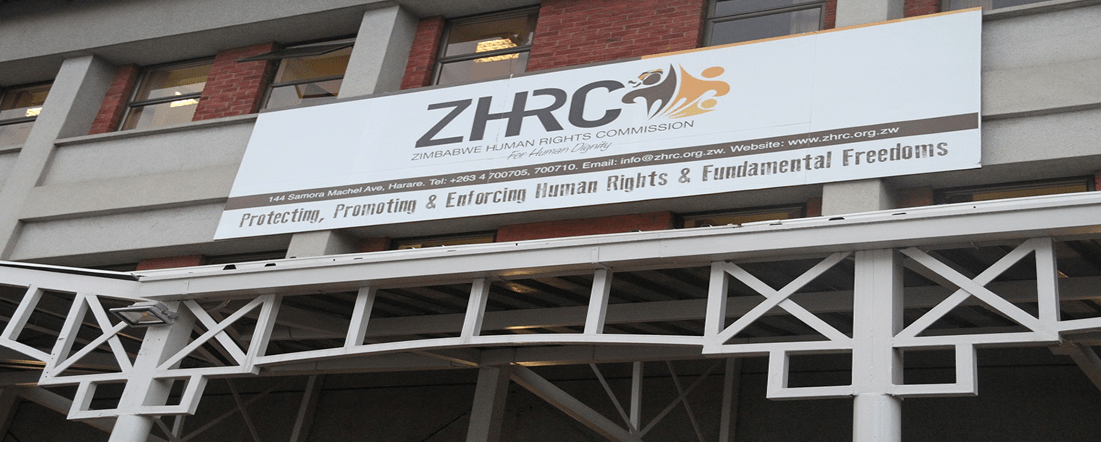 ZHRC
ZIMBABWE HUMAN RIGHTS COMMISSION
For Human Dignity
144 Samora Machel Ave, Harare. Tel: +263 4 700705, 700710. Email: info@zhrc.org.zw. Website: www.zhrc.org.zw
Protecting, Promoting & Enforcing Human Rights & Fundamental Freedoms